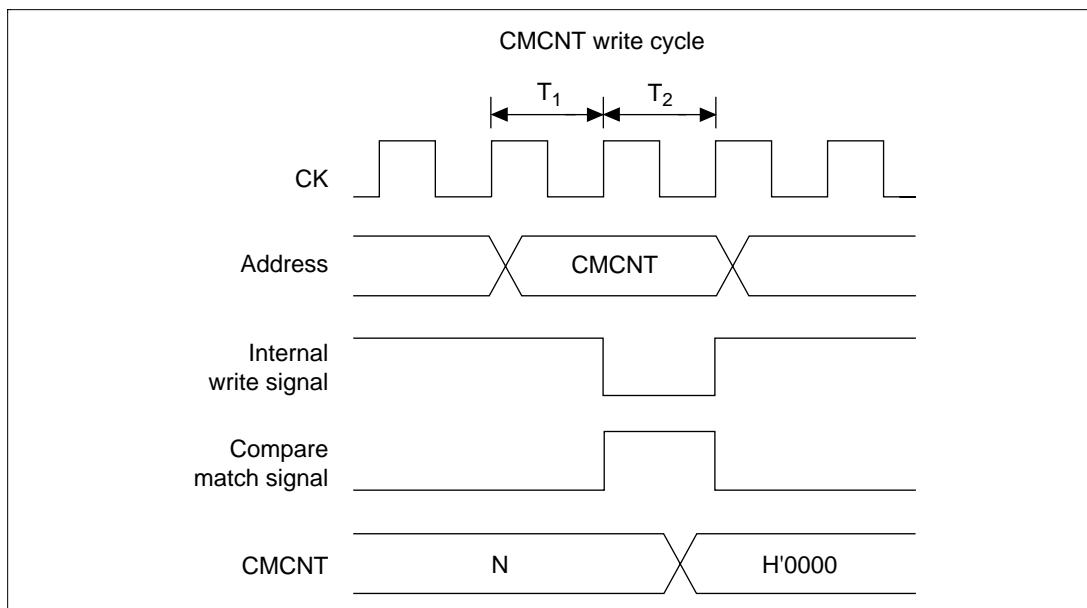 CMCNT write cycle
T1 T2
CK
Address CMCNT
Internal
write signal
Compare
match signal
CMCNT N H'0000